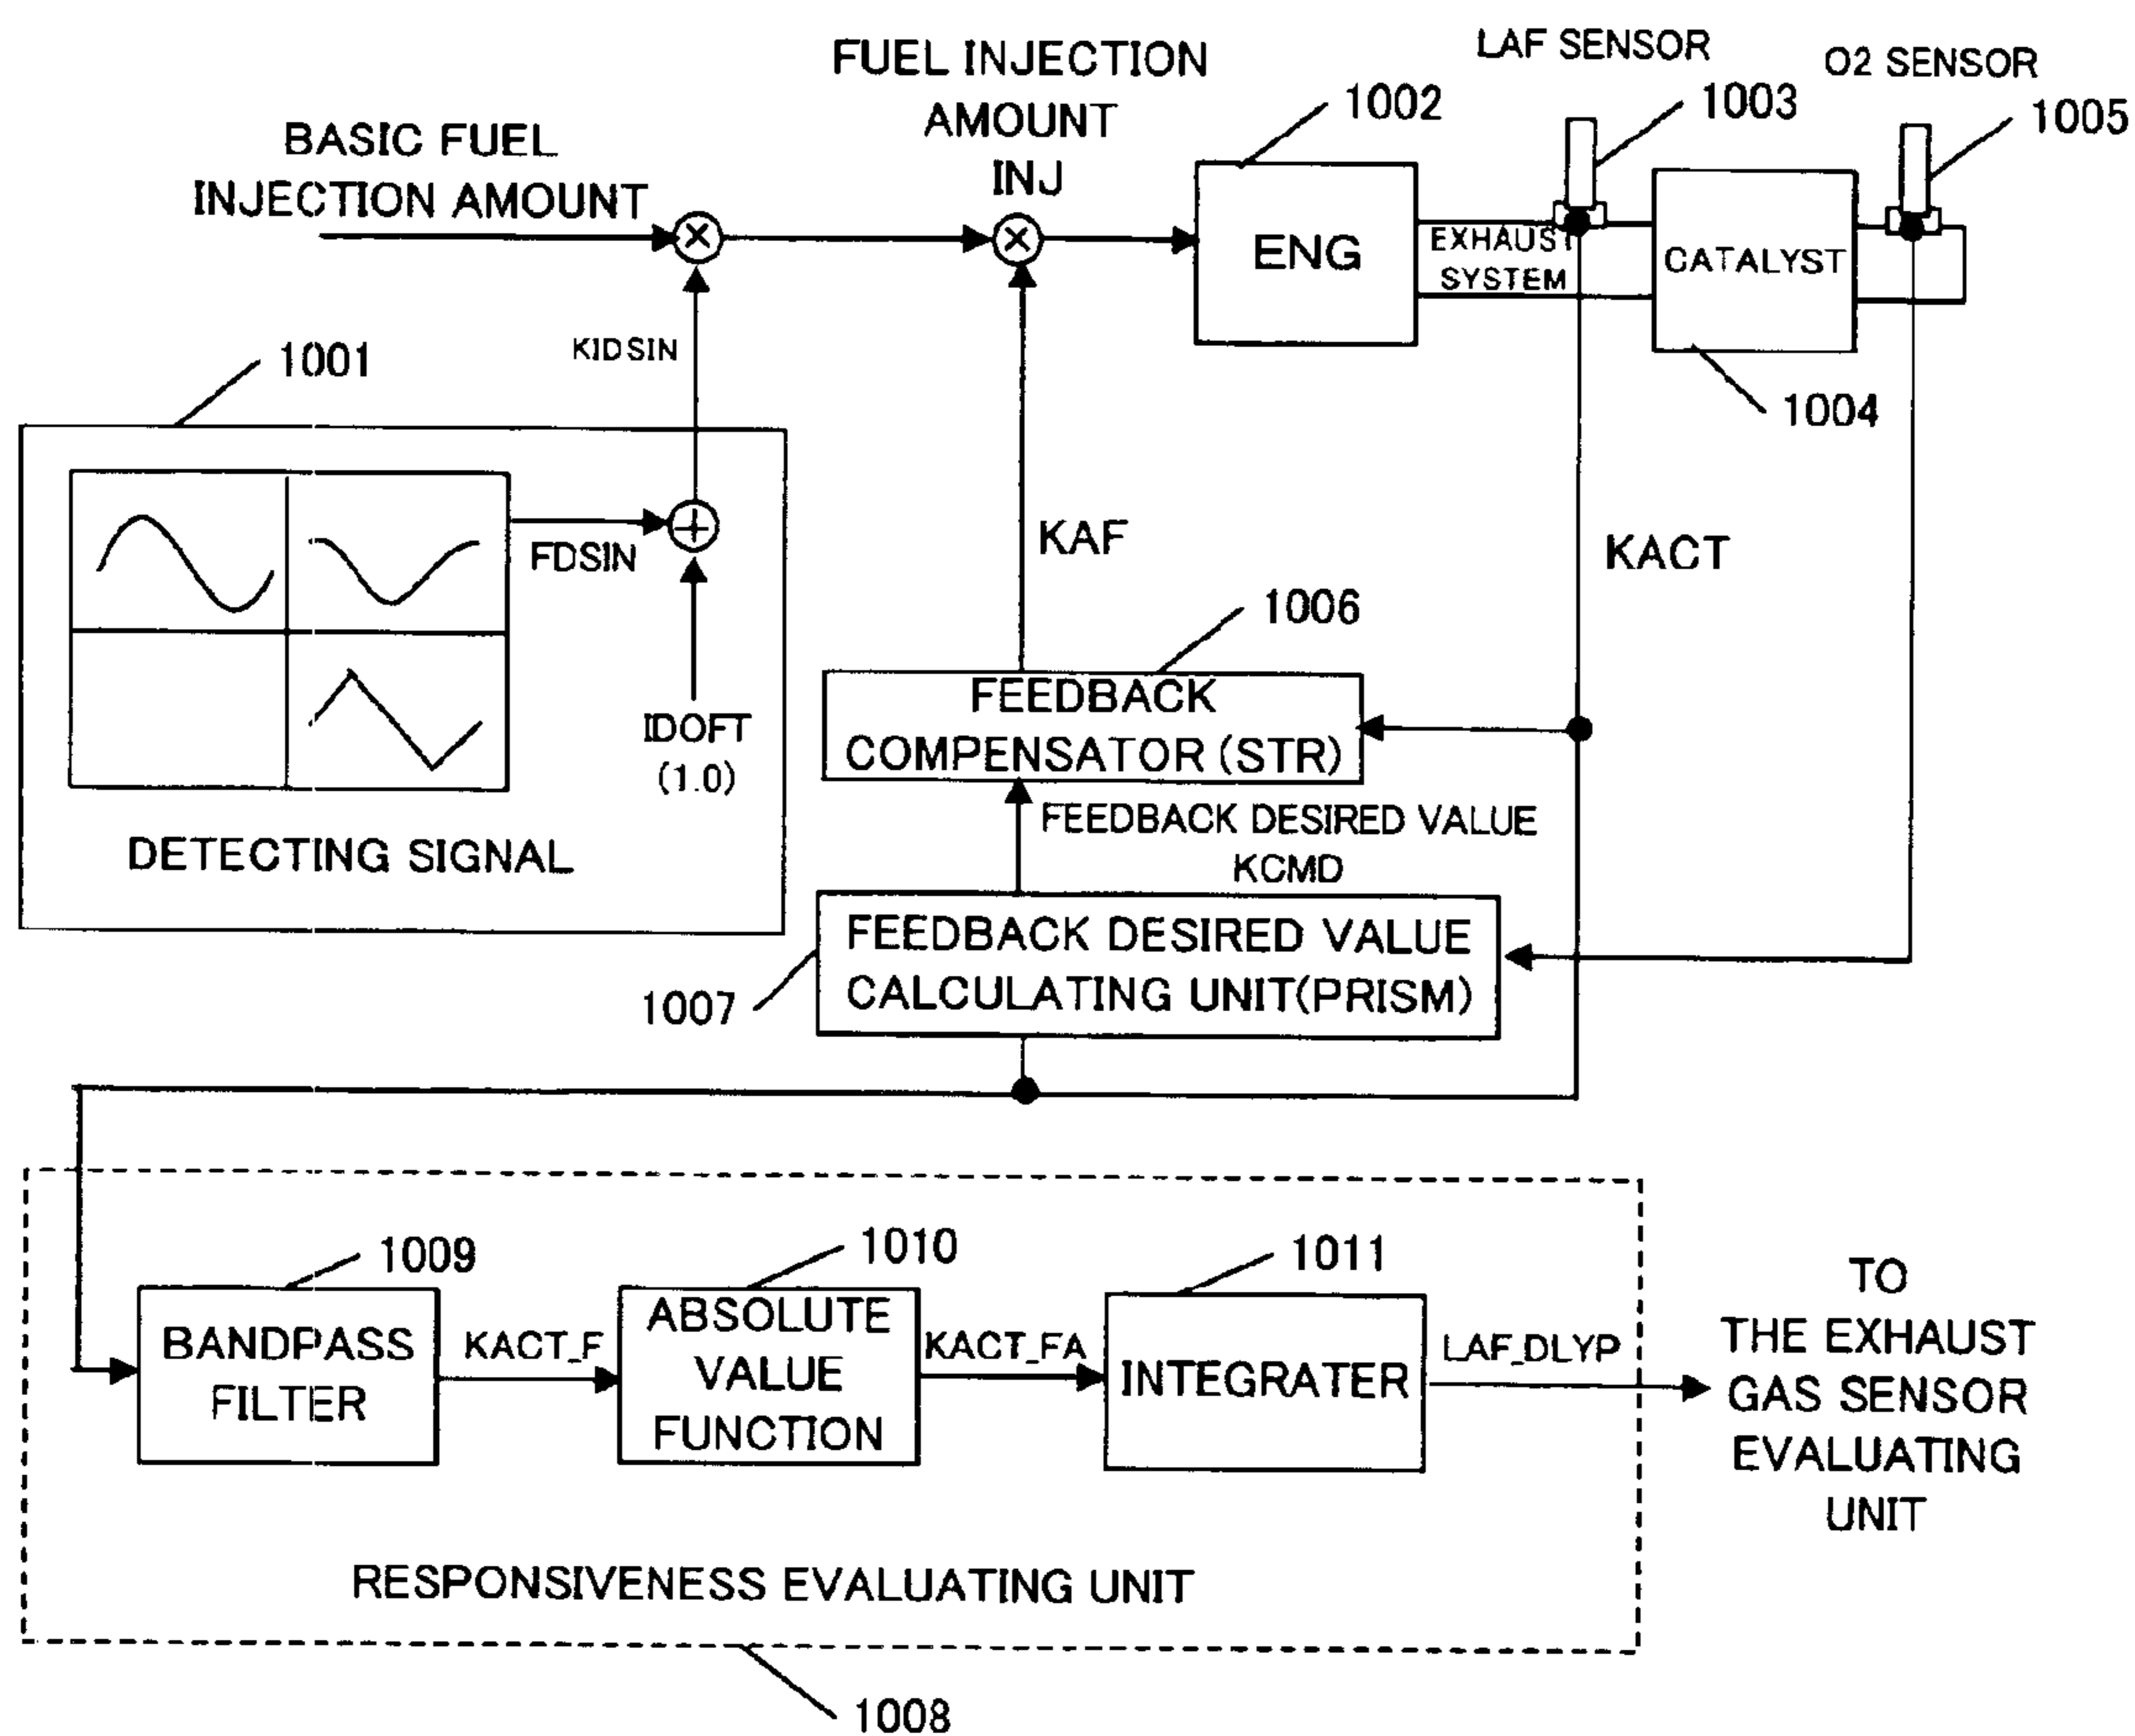 LAF SENSOR
O2 SENSOR
FUEL INJECTION
AMOUNT
INJ
1002
1003
1005
BASIC FUEL
INJECTION AMOUNT
ENG
EXHAUST
SYSTEM
CATALYST
1004
KIDSIN
1001
FDSIN
IDOFT
(1.0)
DETECTING SIGNAL
KAF
KACT
1006
FEEDBACK
COMPENSATOR (STR)
FEEDBACK DESIRED VALUE
KCMD
FEEDBACK DESIRED VALUE
CALCULATING UNIT(PRISM)
1007
1009
1010
1011
BANDPASS
FILTER
KACT_F
ABSOLUTE
VALUE
FUNCTION
KACT_FA
INTEGRATER
LAF_DLYP
TO
THE EXHAUST
GAS SENSOR
EVALUATING
UNIT
RESPONSIVENESS EVALUATING UNIT
1008